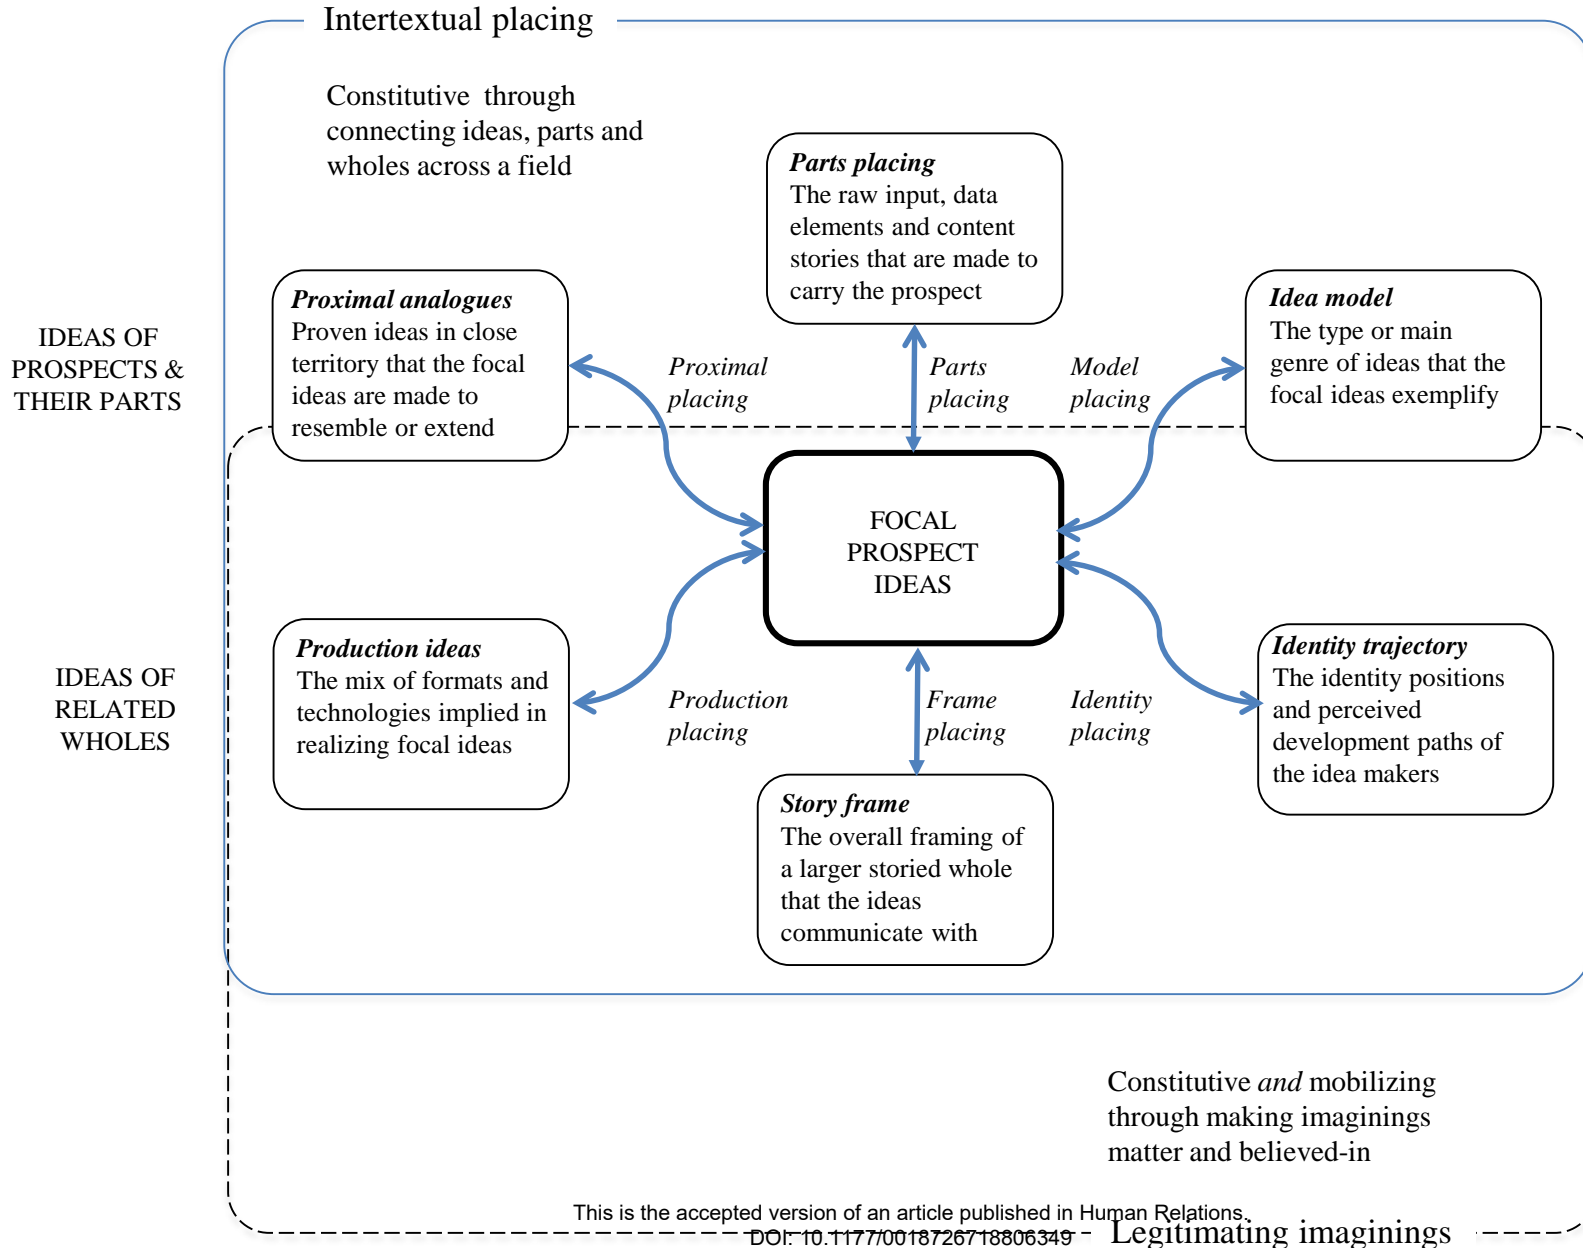 Intertextual placing
Constitutive through
connecting ideas, parts and
wholes across a field
Parts placing
The raw input, data
elements and content
stories that are made to
carry the prospect
IDEAS OF
PROSPECTS &
THEIR PARTS
Proximal analogues
Proven ideas in close
territory that the focal
ideas are made to
resemble or extend
Proximal
placing
Parts
placing
Model
placing
Idea model
The type or main
genre of ideas that the
focal ideas exemplify
FOCAL
PROSPECT
IDEAS
IDEAS OF
RELATED
WHOLES
Production ideas
The mix of formats and
technologies implied in
realizing focal ideas
Production
placing
Frame
placing
Identity
placing
Identity trajectory
The identity positions
and perceived
development paths of
the idea makers
Story frame
The overall framing of
a larger storied whole
that the ideas
communicate with
Constitutive and mobilizing
through making imaginings
matter and believed-in
This is the accepted version of an article published in Human Relations.
DOI: 10.1177/0018726718806349
Legitimating imaginings